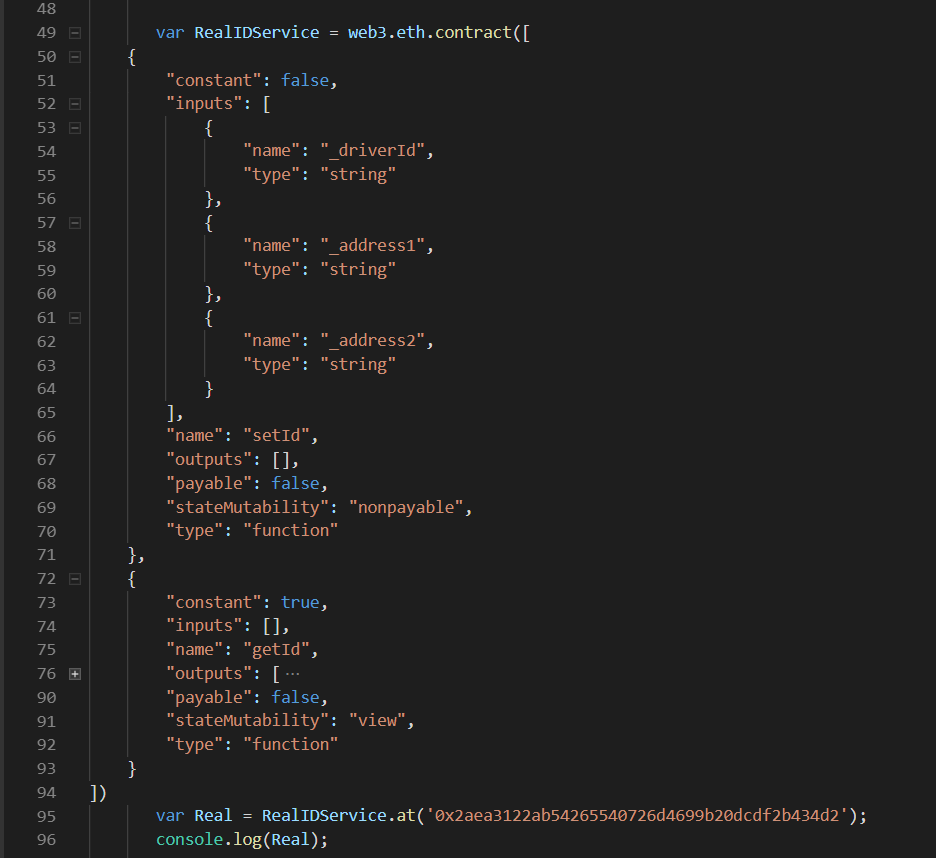 48
49 var RealIDService = web3.eth.contract([
50 {
51 "constant": false,
52 "inputs": [
53 {
54 "name": "_driverId",
55 "type": "string"
56 },
57 {
58 "name": "_address1",
59 "type": "string"
60 },
61 {
62 "name": "_address2",
63 "type": "string"
64 }
65 ],
66 "name": "setId",
67 "outputs": [],
68 "payable": false,
69 "stateMutability": "nonpayable",
70 "type": "function"
71 },
72 {
73 "constant": true,
74 "inputs": [],
75 "name": "getId",
76 "outputs": [ ···
90 "payable": false,
91 "stateMutability": "view",
92 "type": "function"
93 }
94 ])
95 var Real = RealIDService.at('0x2aea3122ab54265540726d4699b20dcdf2b434d2');
96 console.log(Real);